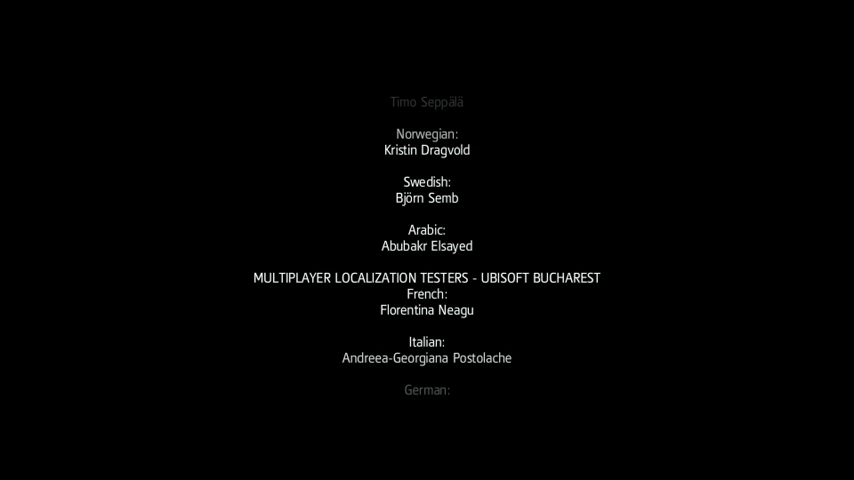 Timo Seppälä
Norwegian:
Kristin Dragvold
Swedish:
Björn Semb
Arabic:
Abubakr Elsayed
MULTIPLAYER LOCALIZATION TESTERS - UBISOFT BUCHAREST
French:
Florentina Neagu
Italian:
Andreea-Georgiana Postolache
German: